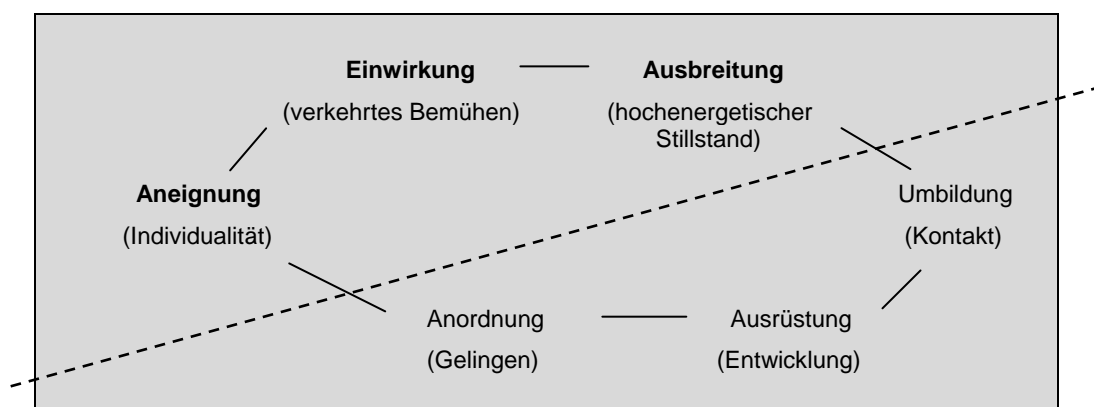 Einwirkung
(verkehrtes Bemühen)
Ausbreitung
(hochenergetischer
Stillstand)
Aneignung
(Individualität)
Umbildung
(Kontakt)
Anordnung
(Gelingen)
Ausrüstung
(Entwicklung)